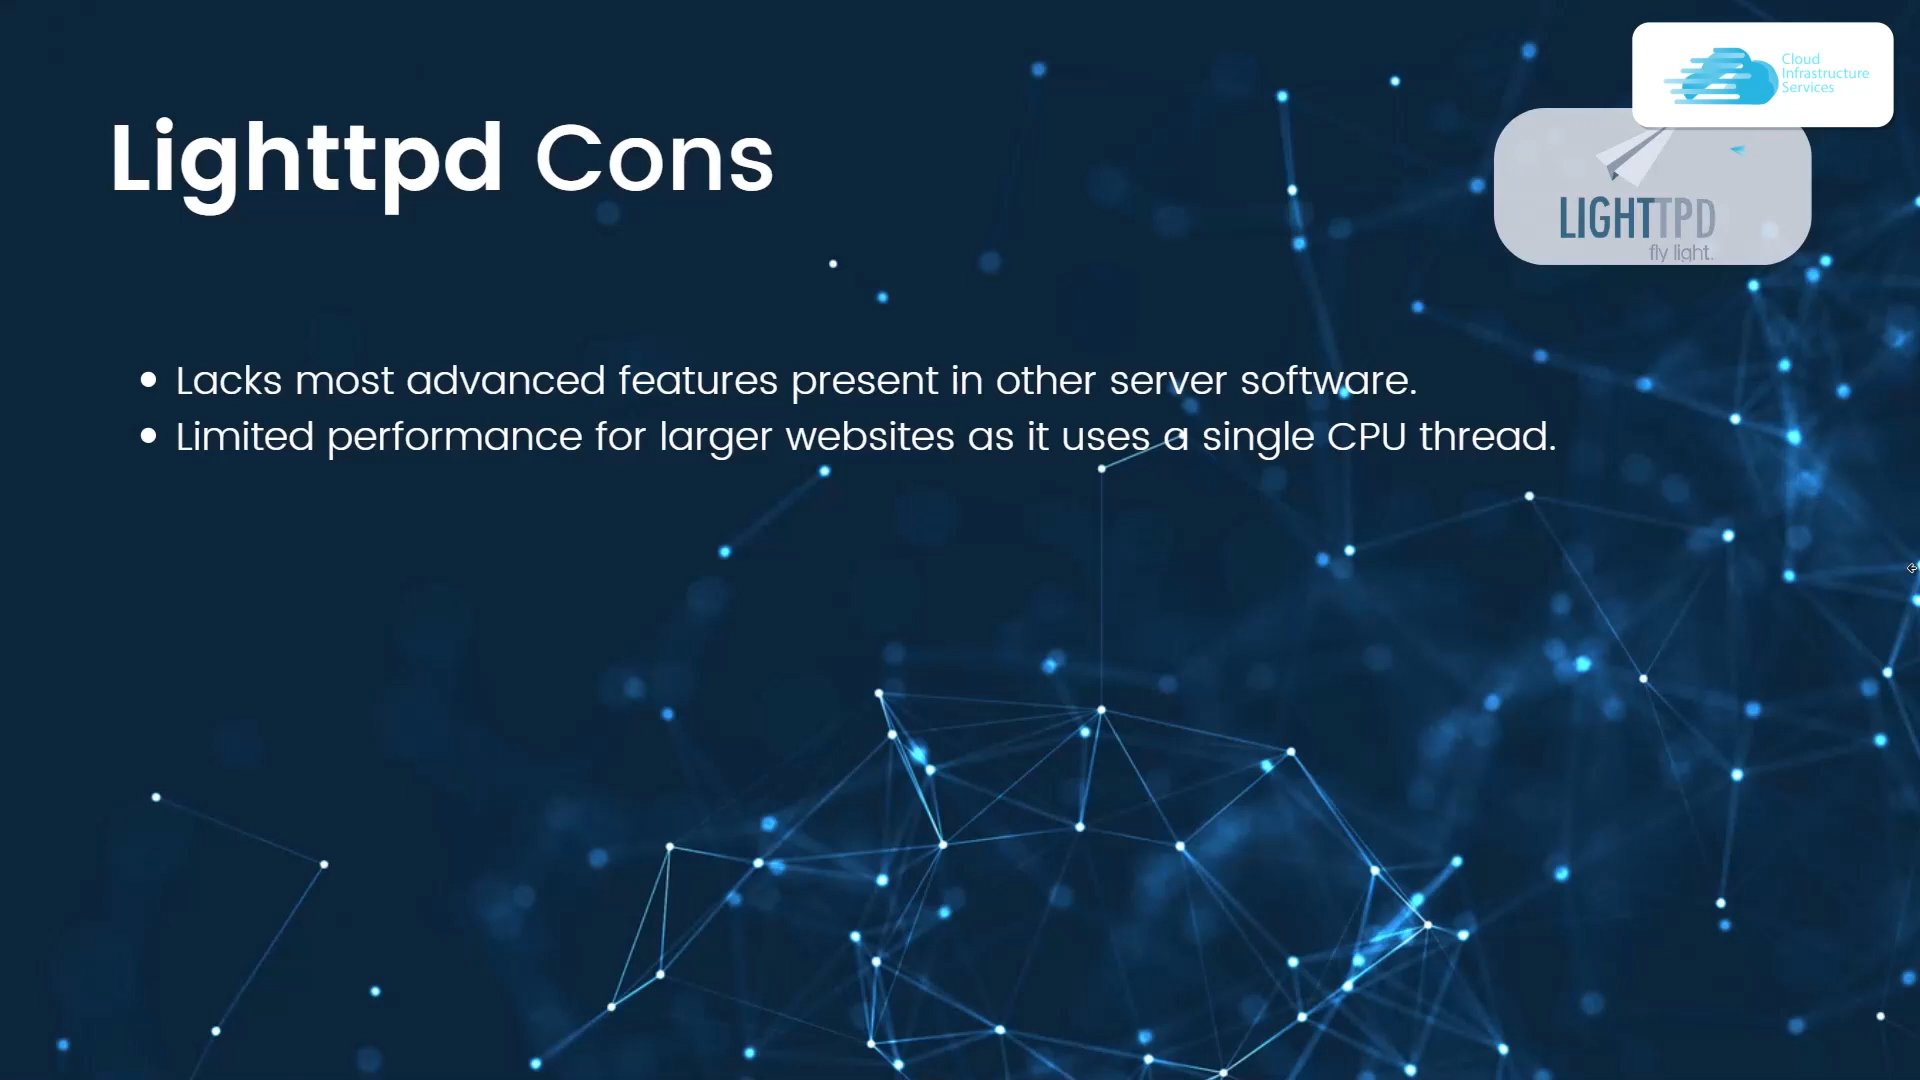 Cloud
Infrastructure
Services
Lighttpd Cons
LIGHTTPD
fly light.
• Lacks most advanced features present in other server software.
• Limited performance for larger websites as it uses a single CPU thread.